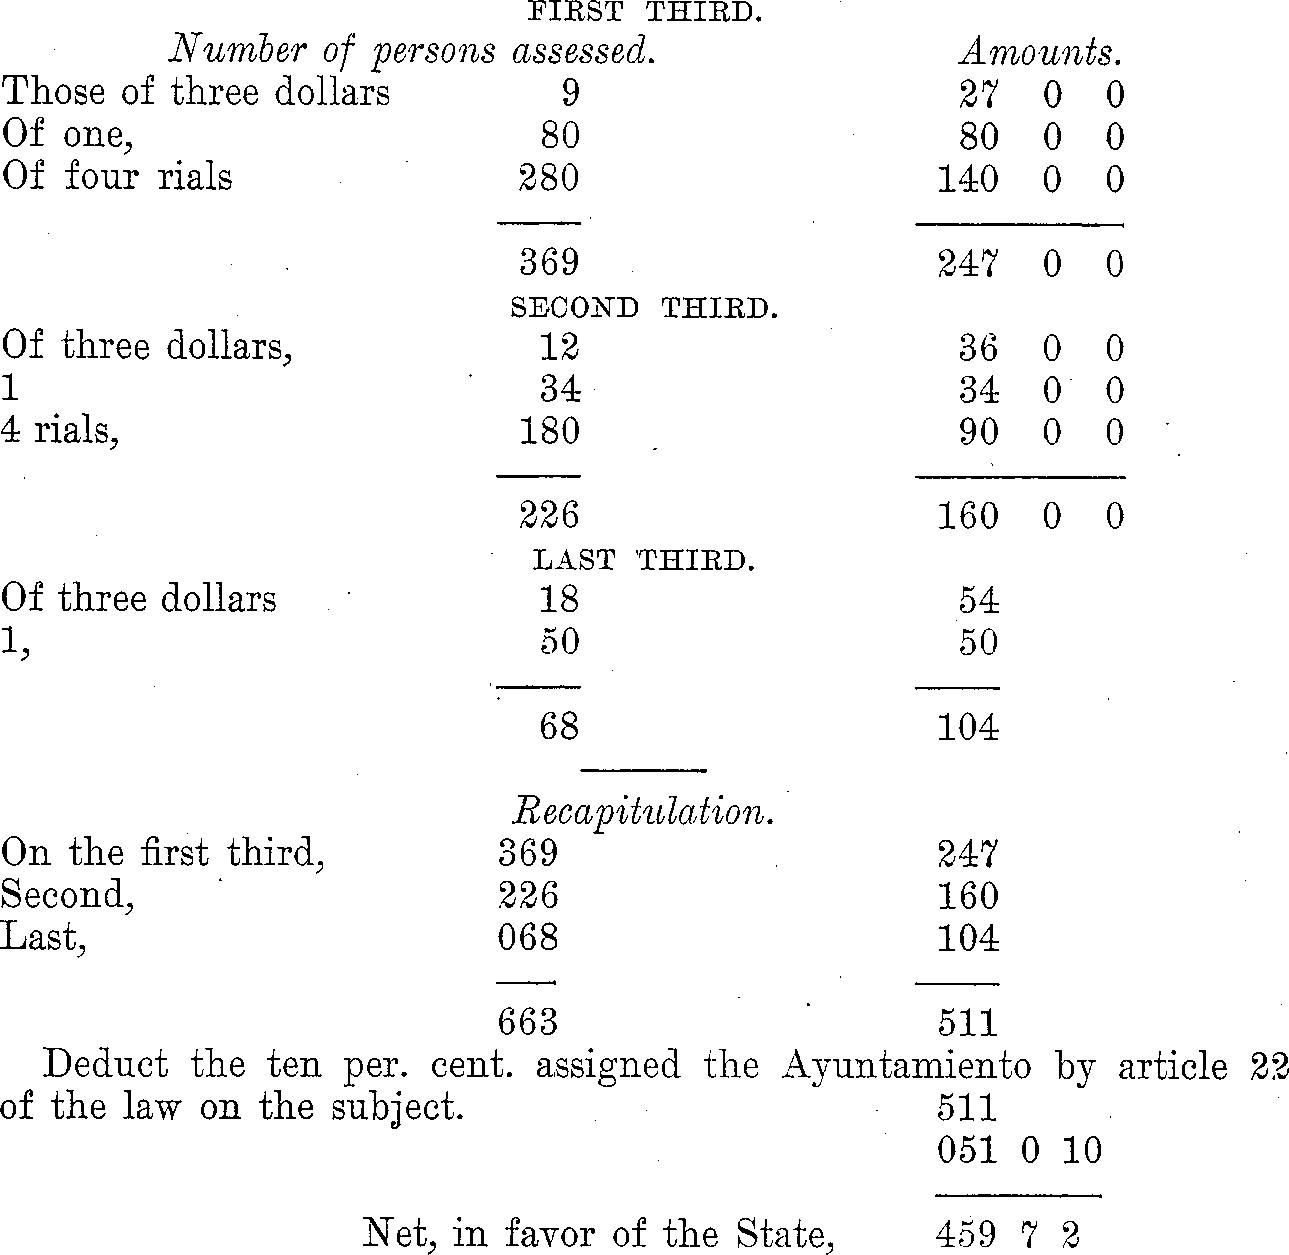 FIRST THIRD.
Number of persons assessed. Amounts.
Those of three dollars 9 27 0 0
Of one, 80 80 0 0
Of four rials 280 140 0 0
369 247 0 0
SECOND THIRD.
Of three dollars, 12 36 0 0
1 34 34 0 0
4 rials, 180 90 0 0
226 160 0 0
LAST THIRD.
Of three dollars 18 54
1, 50 50
68 104
Recapitulation.
On the first third, 369 247
Second, 226 160
Last, 068 104
663 511
Deduct the ten per. cent. assigned the Ayuntamiento by article 22
of the law on the subject. 511
051 0 10
Net, in favor of the State, 459 7 2